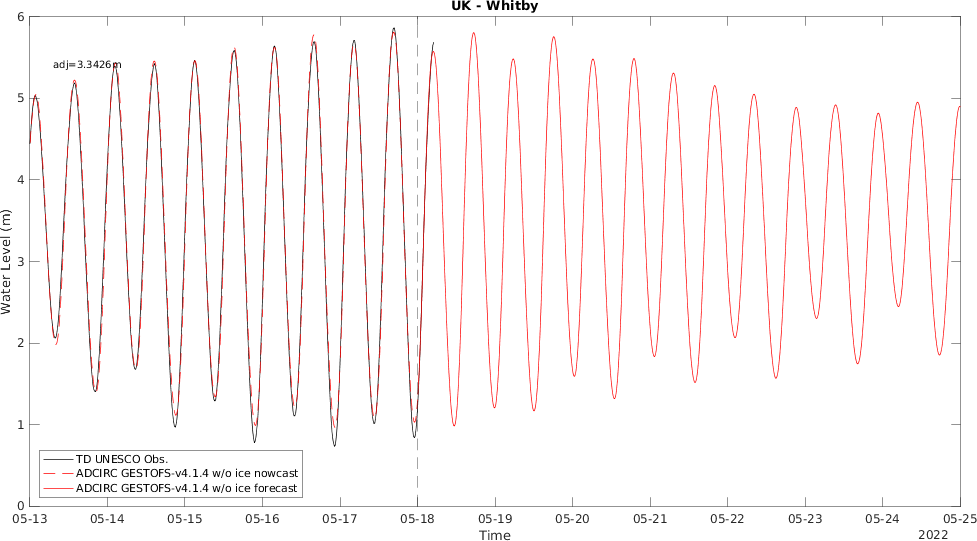 UK - Whitby
6
adj=3.3426 m
5
4
3
2
1
0
Water Level (m)
TD UNESCO Obs.
ADCIRC GESTOFS-v4.1.4 w/o ice nowcast
ADCIRC GESTOFS-v4.1.4 w/o ice forecast
05-13 05-14 05-15 05-16 05-17 05-18 05-19 05-20 05-21 05-22 05-23 05-24 05-25
Time
2022